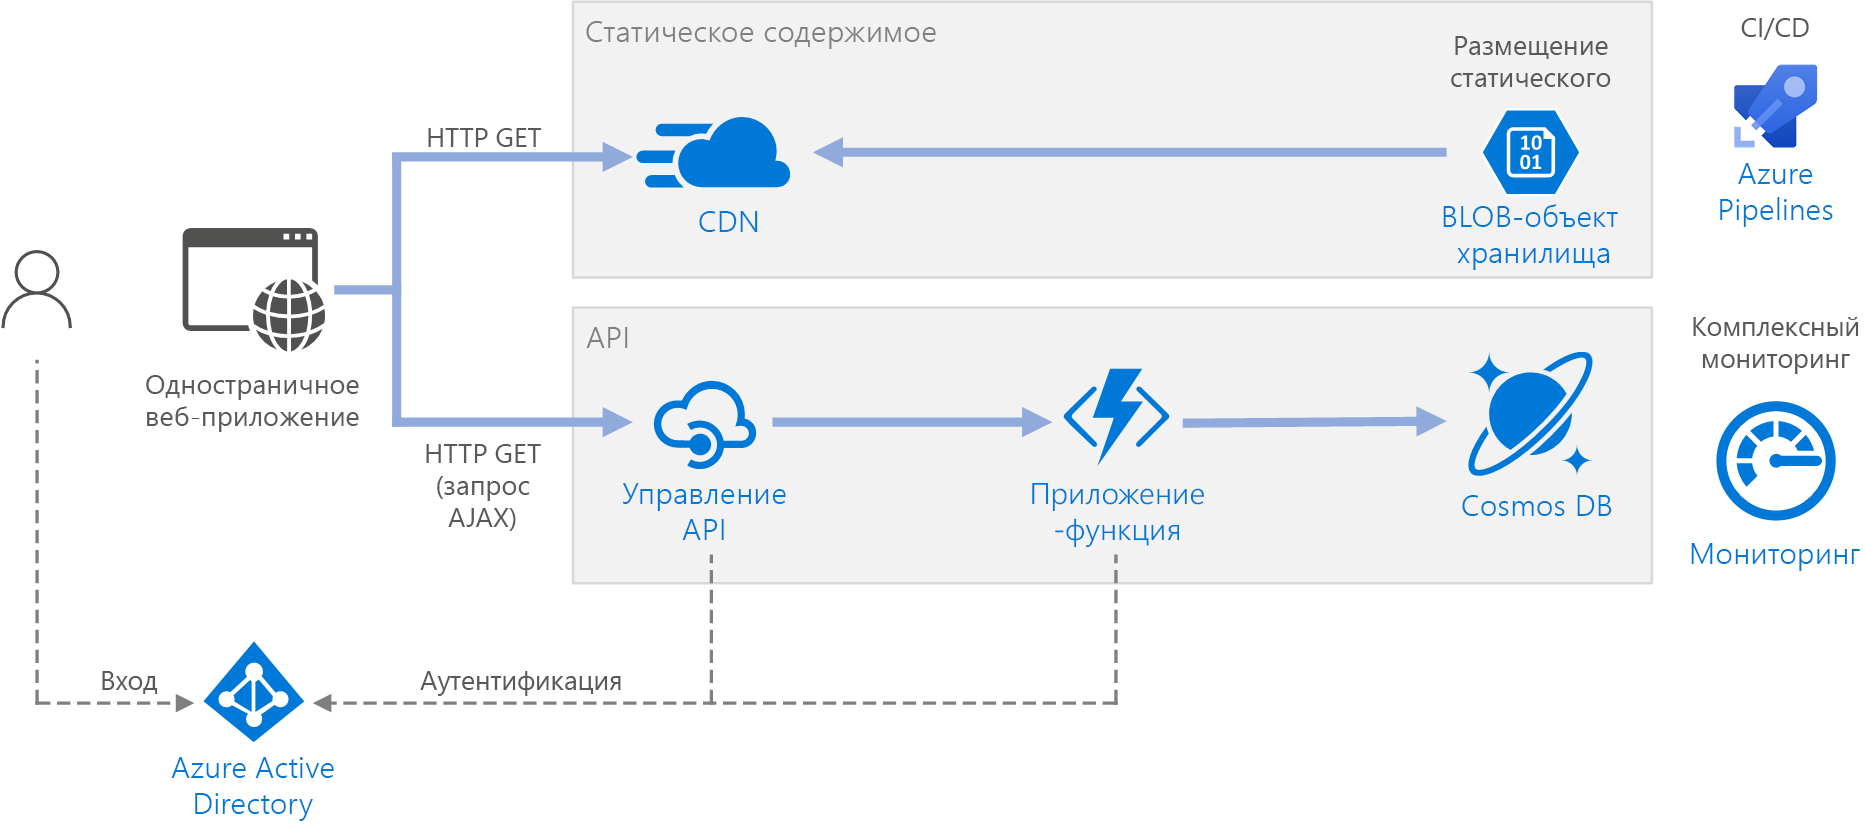 Статическое содержимое
Размещение
статического
HTTP GET
10
01
CDN
BLOB-объект
хранилища
CI/CD
Azure
Pipelines
Одностраничное
веб-приложение
API
HTTP GET
(запрос
AJAX)
Управление
API
Приложение
-функция
Cosmos DB
Комплексный
мониторинг
Мониторинг
Вход
Аутентификация
Azure Active
Directory